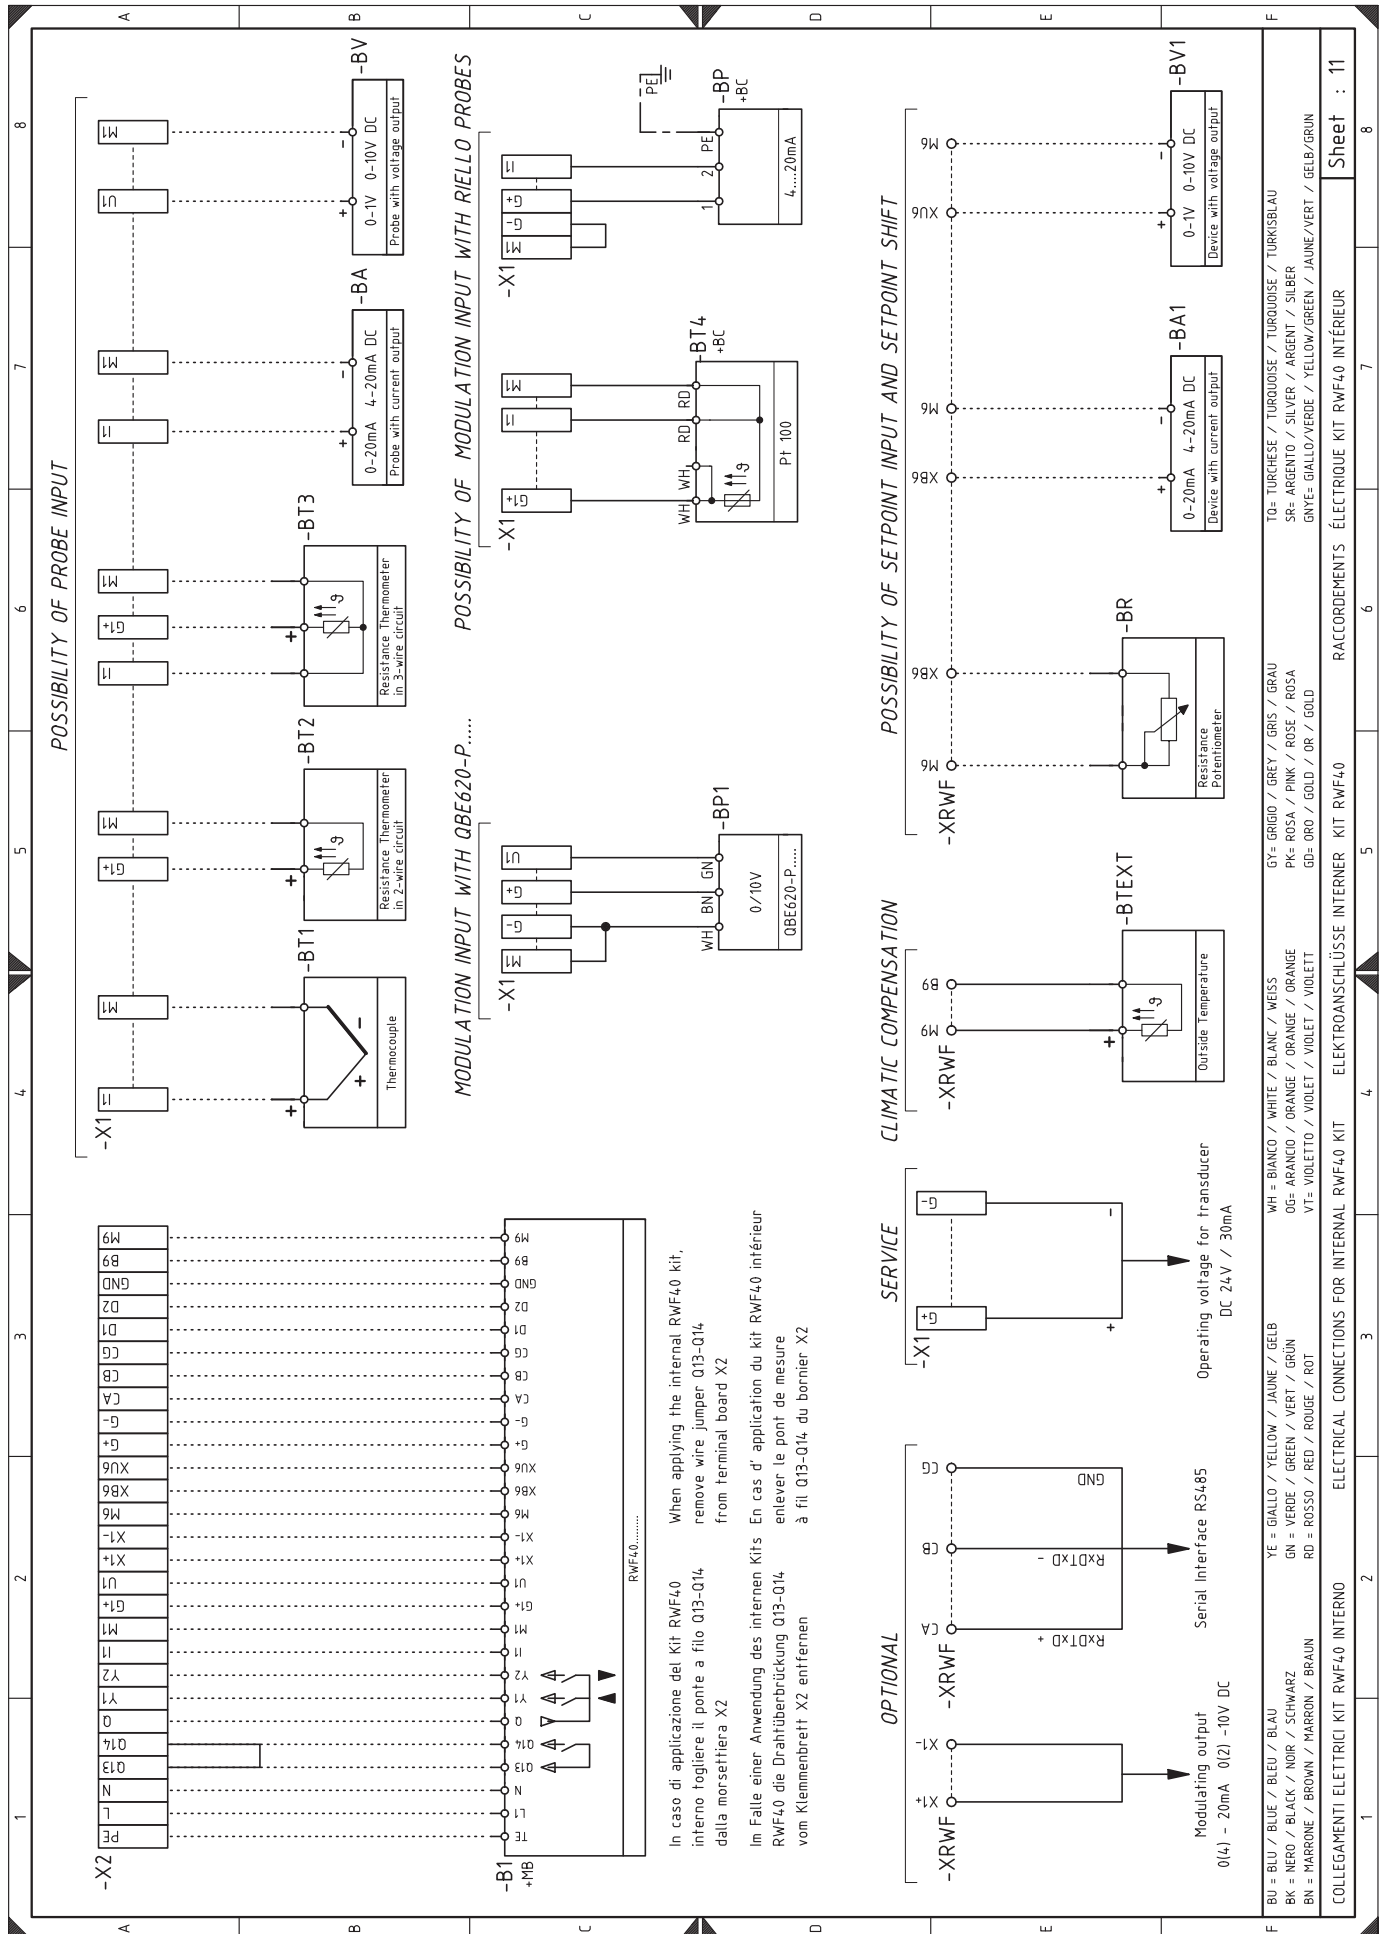 1 2 3 4 5 6 7 8
A B C D E F
-X2
PE L N Q13 Q14 Q Y1 Y2 I1 M1 G1+ U1 X1+ X1- M6 XB6 XU6 G+ G- CA CB CG D1 D2 GND B9 M9
-B1
+MB
TE L1 N Q13 Q14 Q Y1 Y2 I1 M1 G1+ U1 X1+ X1- M6 XB6 XU6 G+ G- CA CB CG D1 D2 GND B9 M9
RWF40.........
In caso di applicazione del Kit RWF40
interno togliere il ponte a filo Q13-Q14
dalla morsettiera X2
When applying the internal RWF40 kit,
remove wire jumper Q13-Q14
from terminal board X2
Im Falle einer Anwendung des internen Kits
RWF40 die Drahtüberbrückung Q13-Q14
vom Klemmenbrett X2 entfernen
En cas d' application du kit RWF40 intérieur
enlever le pont de mesure
à fil Q13-Q14 du bornier X2
POSSIBILITY OF PROBE INPUT
-X1
I1 M1 G1+ M1 I1 G1+ M1 I1 M1 U1 M1
-BT1
+ + -
Thermocouple
-BT2
+ ϑ
Resistance Thermometer
in 2-wire circuit
-BT3
+ ϑ
Resistance Thermometer
in 3-wire circuit
-BA
+ -
0-20mA 4-20mA DC
Probe with current output
-BV
+ -
0-1V 0-10V DC
Probe with voltage output
MODULATION INPUT WITH QBE620-P.....
-X1
M1 G- G+ U1
WH BN GN
-BP1
0/10V
QBE620-P......
POSSIBILITY OF MODULATION INPUT WITH RIELLO PROBES
-X1
G1+ I1 M1
WH WH RD RD
-BT4
+BC
ϑ
Pt 100
-X1
M1 G- G+ I1
1 2 PE
PE
-BP
+BC
4....20mA
OPTIONAL
-XRWF
X1+ X1-
Modulating output
0(4) - 20mA 0(2) -10V DC
-XRWF
CA CB CG
RxDTxD +
RxDTxD -
GND
Serial Interface RS485
SERVICE
-X1
G+ G-
+ -
Operating voltage for transducer
DC 24V / 30mA
CLIMATIC COMPENSATION
-XRWF
M9 B9
-BTEXT
+ ϑ
Outside Temperature
POSSIBILITY OF SETPOINT INPUT AND SETPOINT SHIFT
-XRWF
M6 XB6 XB6 M6 XU6 M6
-BR
Resistance
Potentiometer
-BA1
+ -
0-20mA 4-20mA DC
Device with current output
-BV1
+ -
0-1V 0-10V DC
Device with voltage output
BU = BLU / BLUE / BLEU / BLAU
BK = NERO / BLACK / NOIR / SCHWARZ
BN = MARRONE / BROWN / MARRON / BRAUN
YE = GIALLO / YELLOW / JAUNE / GELB
GN = VERDE / GREEN / VERT / GRÜN
RD = ROSSO / RED / ROUGE / ROT
WH = BIANCO / WHITE / BLANC / WEISS
OG= ARANCIO / ORANGE / ORANGE / ORANGE
VT= VIOLETTO / VIOLET / VIOLET / VIOLETT
GY= GRIGIO / GREY / GRIS / GRAU
PK= ROSA / PINK / ROSE / ROSA
GD= ORO / GOLD / OR / GOLD
TQ= TURCHESE / TURQUOISE / TURQUOISE / TURKISBLAU
SR= ARGENTO / SILVER / ARGENT / SILBER
GNYE= GIALLO/VERDE / YELLOW/GREEN / JAUNE/VERT / GELB/GRUN
COLLEGAMENTI ELETTRICI KIT RWF40 INTERNO ELECTRICAL CONNECTIONS FOR INTERNAL RWF40 KIT ELEKTROANSCHLÜSSE INTERNER KIT RWF40 RACCORDEMENTS ÉLECTRIQUE KIT RWF40 INTÉRIEUR
Sheet : 11
1 2 3 4 5 6 7 8
A B C D E F